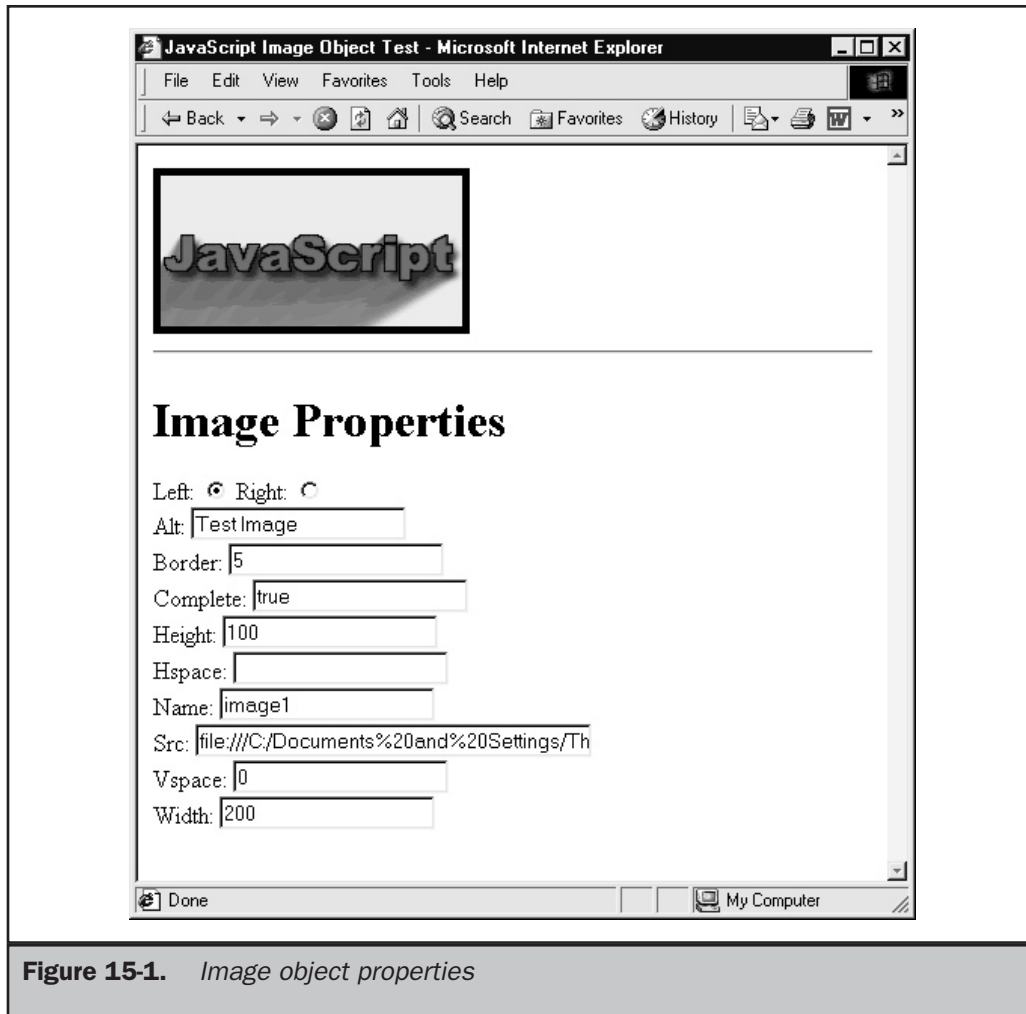 JavaScript Image Object Test - Microsoft Internet Explorer
File Edit View Favorites Tools Help
Back Search Favorites History W »
JavaScript
Image Properties
Left: Right:
Alt: Test Image
Border: 5
Complete: true
Height: 100
Hspace:
Name: image1
Src: file:///C:/Documents%20and%20Settings/Th
Vspace: 0
Width: 200
Done My Computer
Figure 15-1. Image object properties